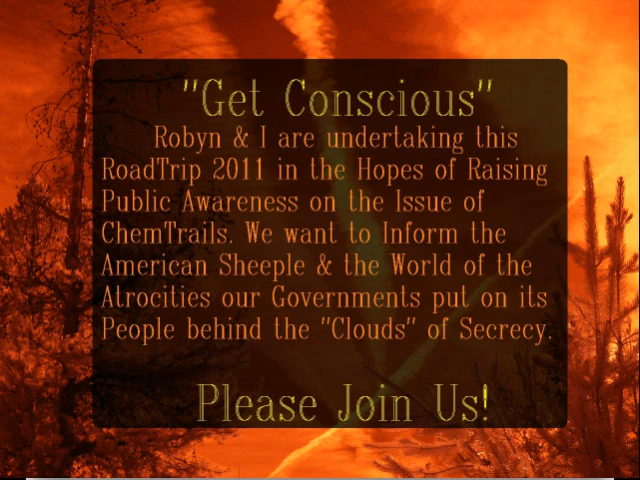 "Get Conscious"
Robyn & I are undertaking this
RoadTrip 2011 in the Hopes of Raising
Public Awareness on the Issue of
ChemTrails. We want to Inform the
American Sheeple & the World of the
Atrocities our Governments put on its
People behind the "Clouds" of Secrecy.
Please Join Us!